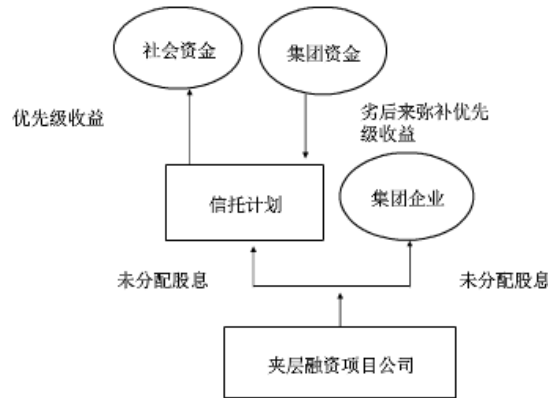 社会资金
集团资金
优先级收益
劣后来弥补优先
级收益
信托计划
集团企业
未分配股息
未分配股息
夹层融资项目公司